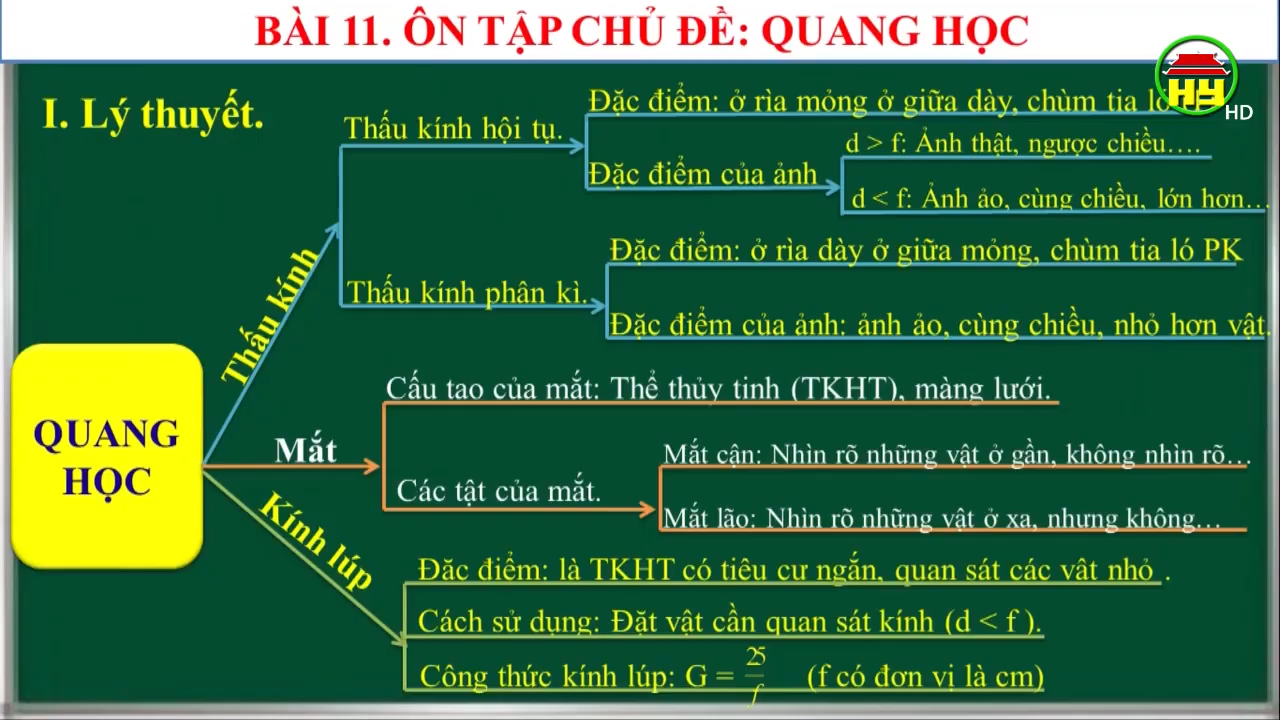 BÀI 11. ÔN TẬP CHỦ ĐỀ: QUANG HỌC
HY
HD
I. Lý thuyết.
Thấu kính
Thấu kính hội tụ.
Đặc điểm: ở rìa mỏng ở giữa dày, chùm tia ló
Đặc điểm của ảnh
d > f: Ảnh thật, ngược chiều….
d < f: Ảnh ảo, cùng chiều, lớn hơn…
Thấu kính phân kì.
Đặc điểm: ở rìa dày ở giữa mỏng, chùm tia ló PK
Đặc điểm của ảnh: ảnh ảo, cùng chiều, nhỏ hơn vật.
QUANG
HỌC
Mắt
Cấu tạo của mắt: Thể thủy tinh (TKHT), màng lưới.
Các tật của mắt.
Mắt cận: Nhìn rõ những vật ở gần, không nhìn rõ…
Mắt lão: Nhìn rõ những vật ở xa, nhưng không…
Kính lúp
Đặc điểm: là TKHT có tiêu cư ngắn, quan sát các vât nhỏ .
Cách sử dụng: Đặt vật cần quan sát kính (d < f ).
Công thức kính lúp: G = 25/f (f có đơn vị là cm)